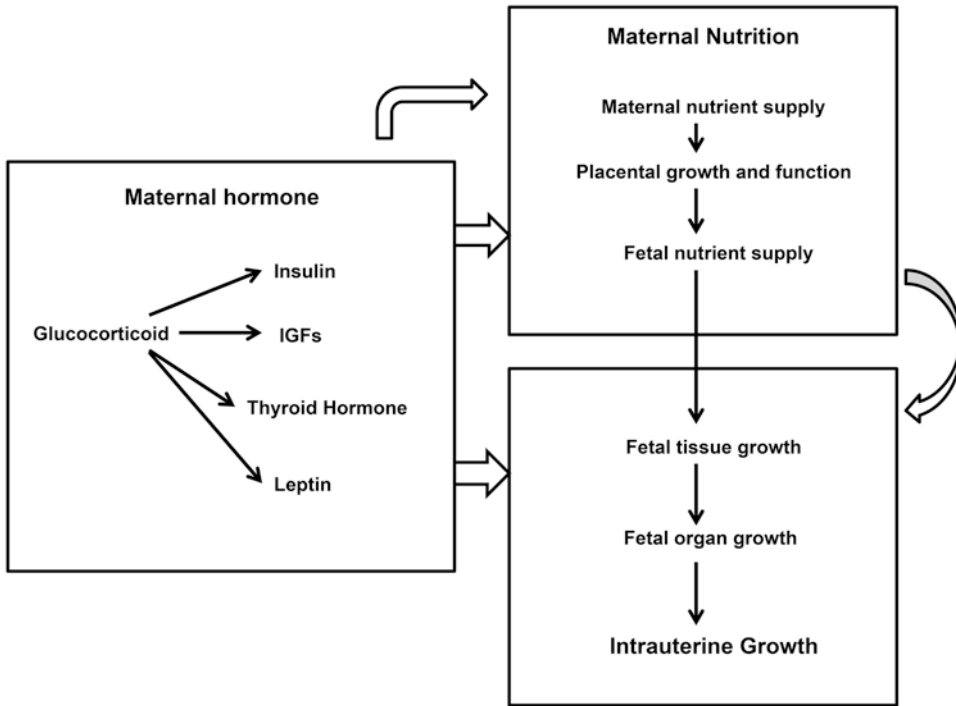 Maternal Nutrition
Maternal nutrient supply
Placental growth and function
Fetal nutrient supply
Maternal hormone
Insulin
Glucocorticoid
IGFs
Thyroid Hormone
Leptin
Fetal tissue growth
Fetal organ growth
Intrauterine Growth